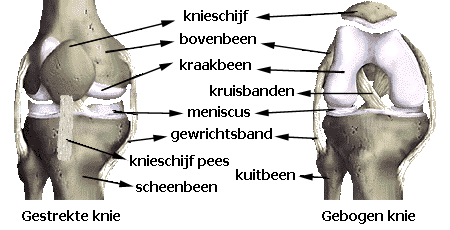 knieschijf
bovenbeen
kraakbeen
kruisbanden
meniscus
gewrichtsband
knieschijf pees
kuitbeen
scheenbeen
Gestrekte knie
Gebogen knie